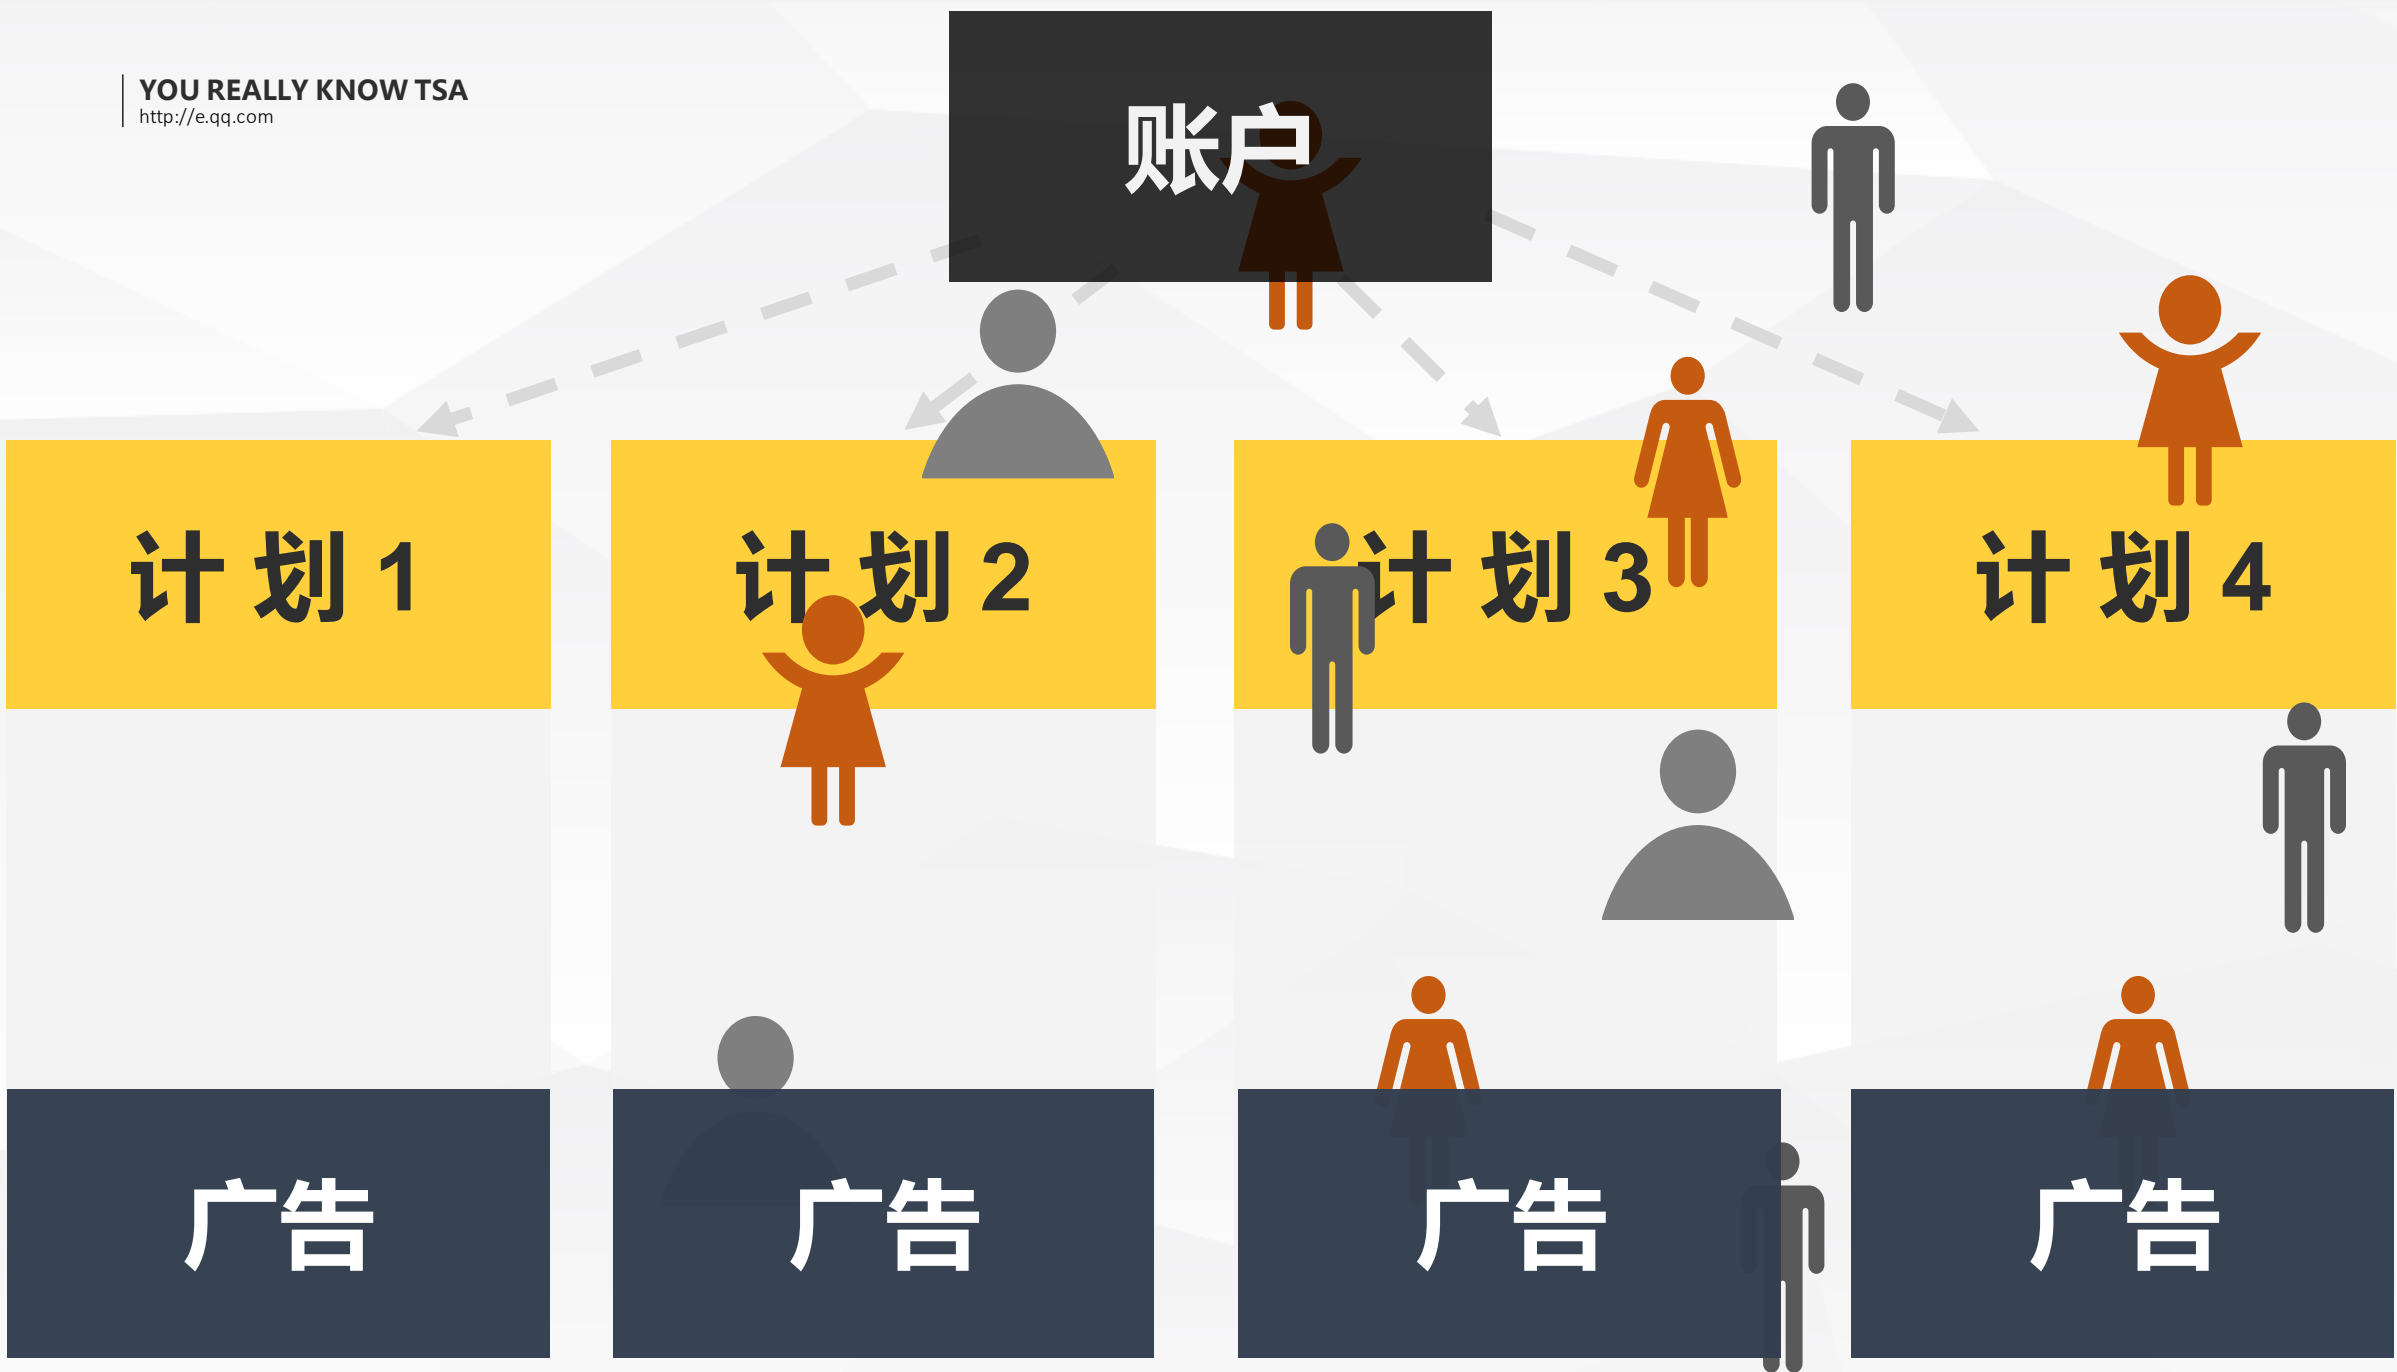 YOU REALLY KNOW TSA
http://e.qq.com
账户
计 划 1
计 划 2
计 划 3
计 划 4
广告
广告
广告
广告